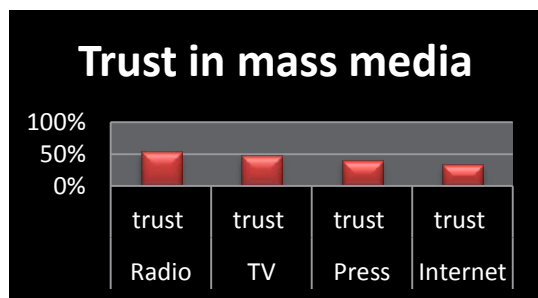 Trust in mass media
100%
50%
0%
trust trust trust trust
Radio TV Press Internet